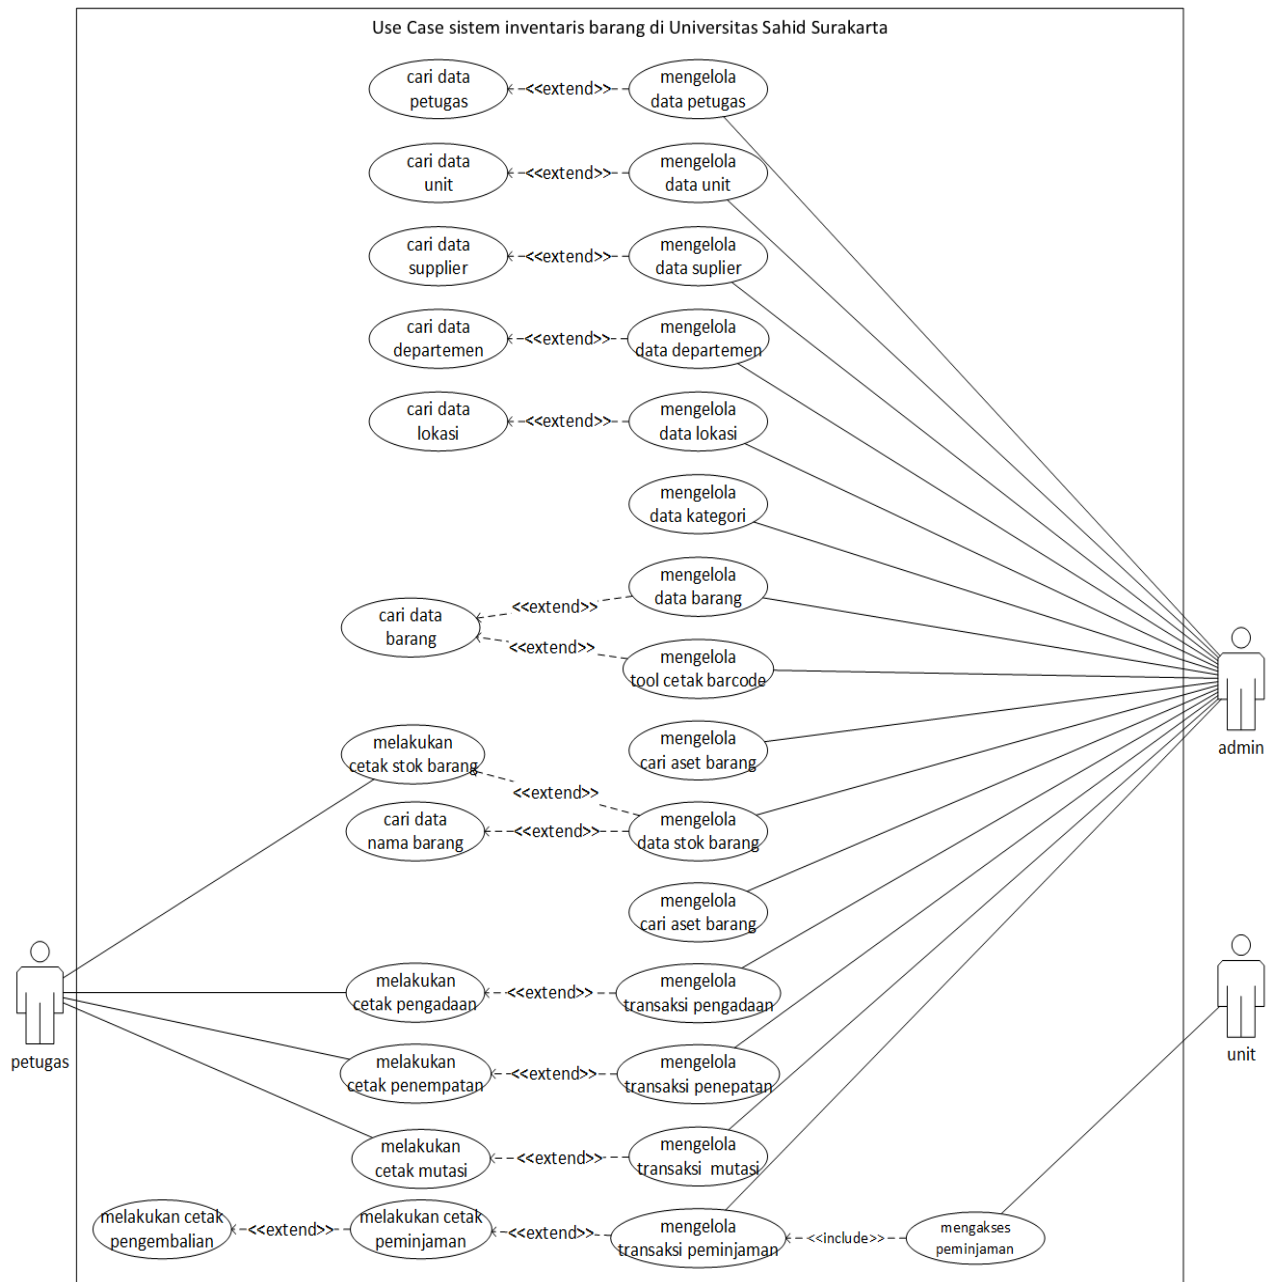 Use Case sistem inventaris barang di Universitas Sahid Surakarta
cari data
petugas
<<extend>>
mengelola
data petugas
cari data
unit
<<extend>>
mengelola
data unit
cari data
supplier
<<extend>>
mengelola
data suplier
cari data
departemen
<<extend>>
mengelola
data departemen
cari data
lokasi
<<extend>>
mengelola
data lokasi
mengelola
data kategori
cari data
barang
<<extend>>
mengelola
data barang
<<extend>>
mengelola
tool cetak barcode
admin
melakukan
cetak stok barang
mengelola
cari aset barang
<<extend>>
cari data
nama barang
<<extend>>
mengelola
data stok barang
mengelola
cari aset barang
petugas
unit
melakukan
cetak pengadaan
<<extend>>
mengelola
transaksi pengadaan
melakukan
cetak penempatan
<<extend>>
mengelola
transaksi penepatan
melakukan
cetak mutasi
<<extend>>
mengelola
transaksi  mutasi
melakukan cetak
pengembalian
<<extend>>
melakukan cetak
peminjaman
<<extend>>
mengelola
transaksi peminjaman
<<include>>
mengakses
peminjaman